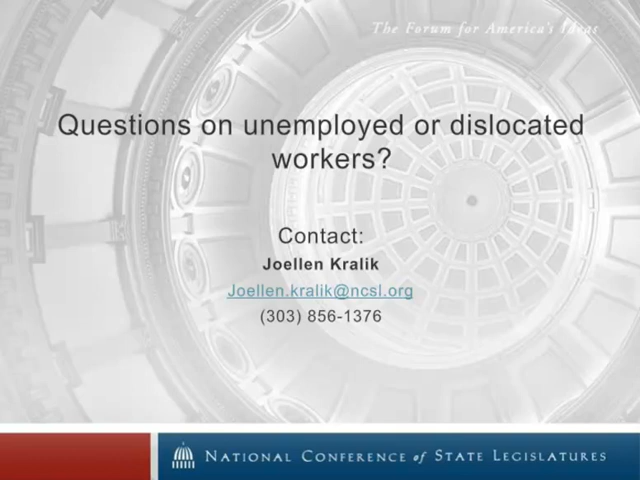 The Forum for America's Ideas
Questions on unemployed or dislocated
workers?
Contact:
Joellen Kralik
Joellen.kralik@ncsl.org
(303) 856-1376
NATIONAL CONFERENCE of STATE LEGISLATURES